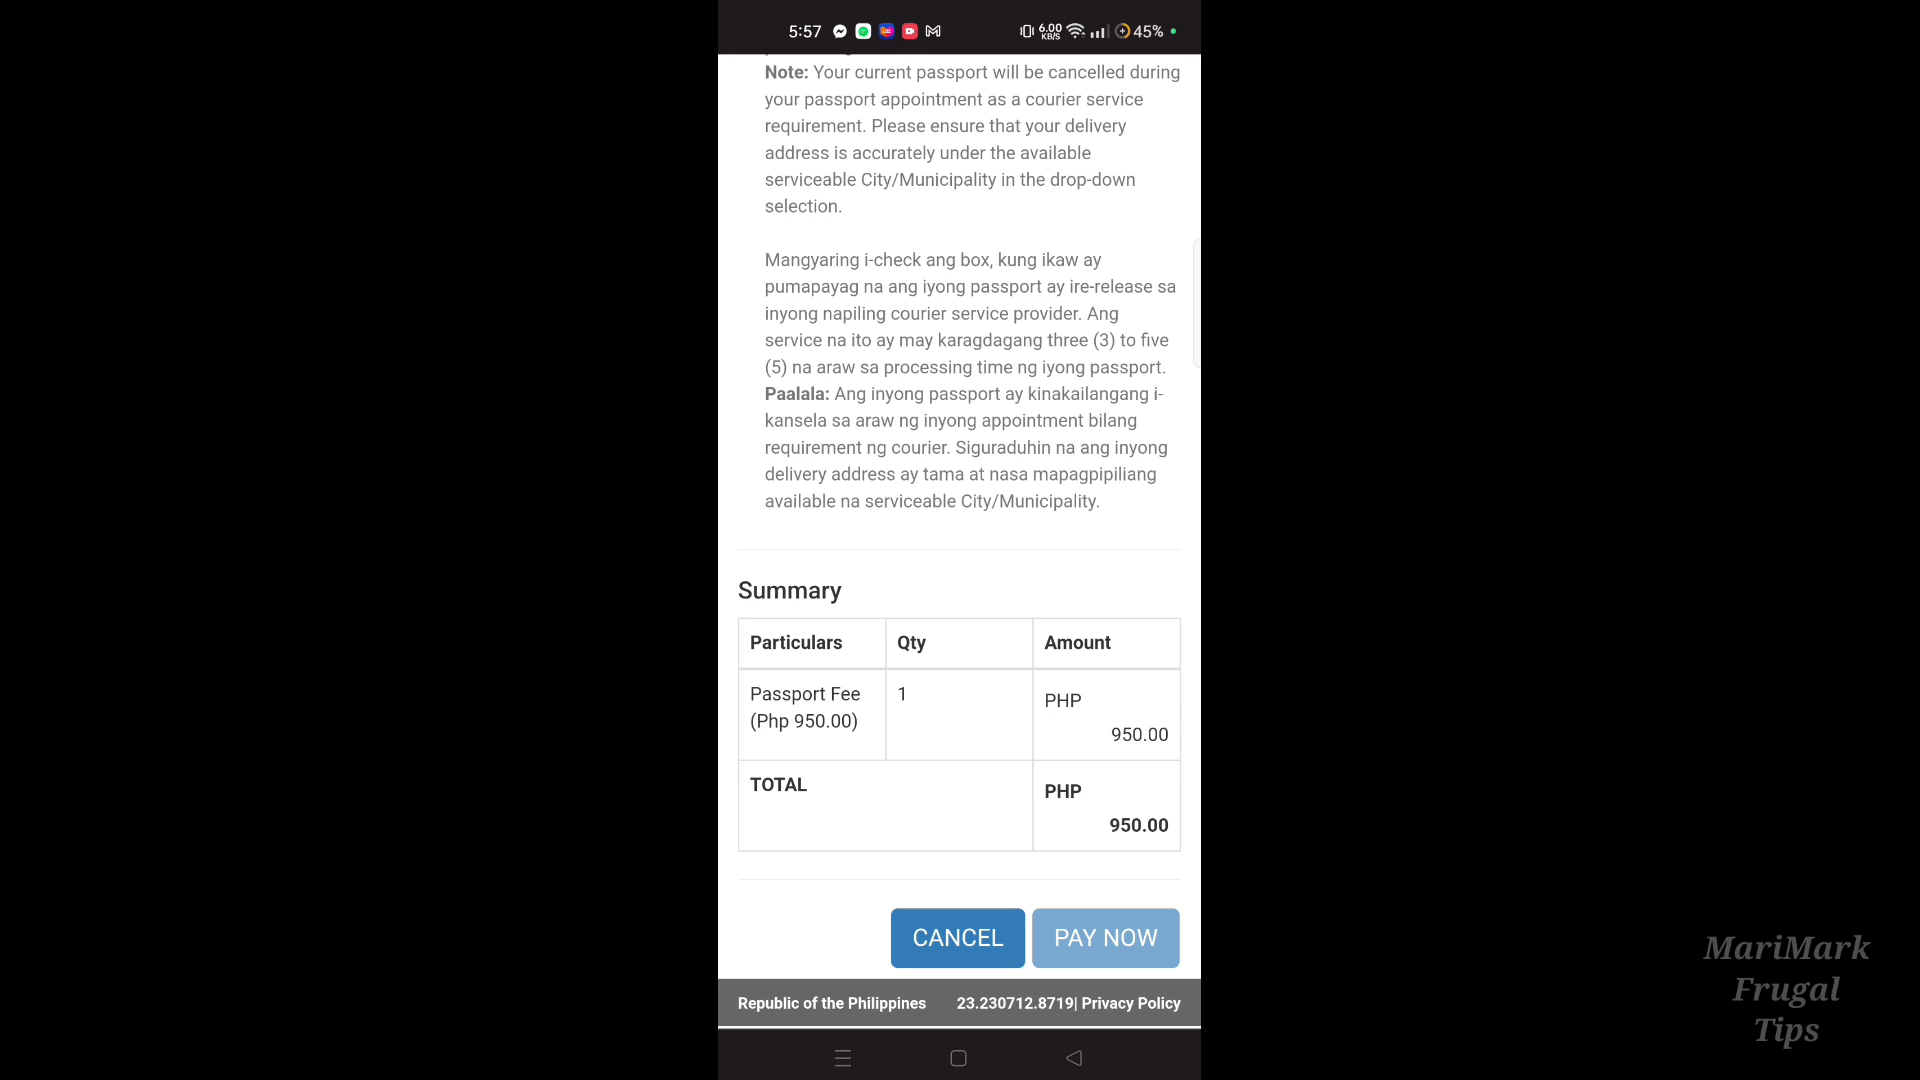 5:57
6.00
KB/S
45%
Note: Your current passport will be cancelled during
your passport appointment as a courier service
requirement. Please ensure that your delivery
address is accurately under the available
serviceable City/Municipality in the drop-down
selection.
Mangyaring i-check ang box, kung ikaw ay
pumapayag na ang iyong passport ay ire-release sa
inyong napiling courier service provider. Ang
service na ito ay may karagdagang three (3) to five
(5) na araw sa processing time ng iyong passport.
Paalala: Ang inyong passport ay kinakailangang i-
kansela sa araw ng inyong appointment bilang
requirement ng courier. Siguraduhin na ang inyong
delivery address ay tama at nasa mapagpipiliang
available na serviceable City/Municipality.
Summary
Particulars Qty Amount
Passport Fee 1 PHP
(Php 950.00) 950.00
TOTAL PHP
950.00
CANCEL PAY NOW
Republic of the Philippines 23.230712.8719| Privacy Policy
MariMark
Frugal
Tips